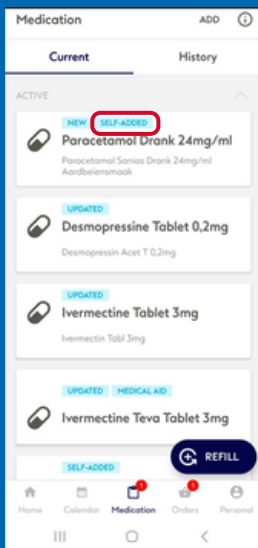 Medication ADD
Current History
ACTIVE
NEW SELF-ADDED
Paracetamol Drank 24mg/ml
Paracetamol Sanias Drank 24mg/ml
Aardbeiensmaak
UPDATED
Desmopressine Tablet 0,2mg
Desmopressin Acet T 0,2mg
UPDATED
Ivermectine Tablet 3mg
Ivermectin Tabl 3mg
UPDATED MEDICAL AID
Ivermectine Teva Tablet 3mg
REFILL
SELF-ADDED
1 1
Home Calendar Medication Orders Personal